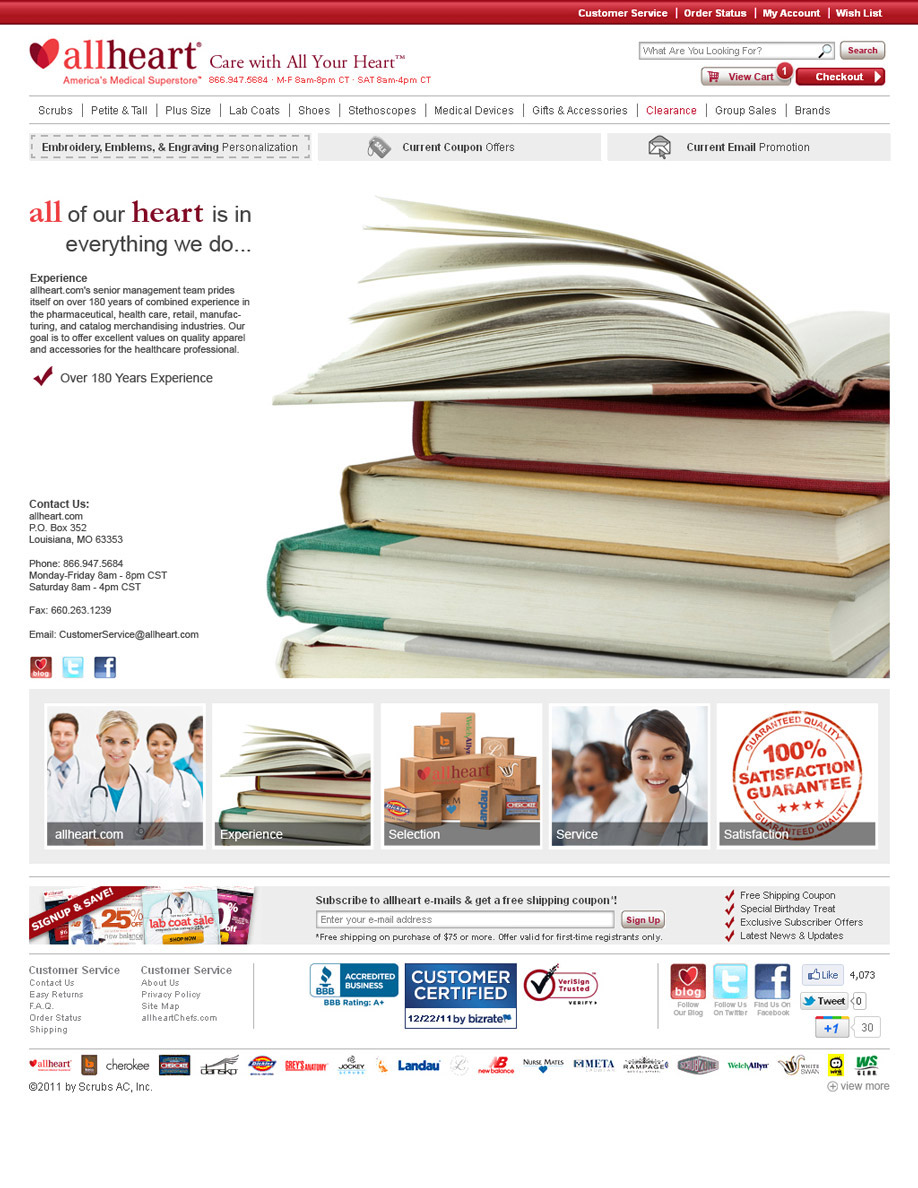 Customer Service | Order Status | My Account | Wish List
allheart® Care with All Your Heart™
America's Medical Superstore™ 866.947.5684 · M-F 8am-8pm CT · SAT 8am-4pm CT
What Are You Looking For? Search
View Cart 1 Checkout
Scrubs | Petite & Tall | Plus Size | Lab Coats | Shoes | Stethoscopes | Medical Devices | Gifts & Accessories | Clearance | Group Sales | Brands
Embroidery, Emblems, & Engraving Personalization
SALE Current Coupon Offers
Current Email Promotion
all of our heart is in
everything we do...
Experience
allheart.com's senior management team prides
itself on over 180 years of combined experience in
the pharmaceutical, health care, retail, manufac-
turing, and catalog merchandising industries. Our
goal is to offer excellent values on quality apparel
and accessories for the healthcare professional.
Over 180 Years Experience
Contact Us:
allheart.com
P.O. Box 352
Louisiana, MO 63353
Phone: 866.947.5684
Monday-Friday 8am - 8pm CST
Saturday 8am - 4pm CST
Fax: 660.263.1239
Email: CustomerService@allheart.com
blog
allheart.com
Experience
allheart
Dickies
Landau
CHEROKEE
Selection
Service
GUARANTEED QUALITY
100%
SATISFACTION
GUARANTEE
GUARANTEED QUALITY
Satisfaction
SIGNUP & SAVE!
25%
new balance
lab coat sale
SHOP NOW
Subscribe to allheart e-mails & get a free shipping coupon*!
Enter your e-mail address Sign Up
*Free shipping on purchase of $75 or more. Offer valid for first-time registrants only.
Free Shipping Coupon
Special Birthday Treat
Exclusive Subscriber Offers
Latest News & Updates
Customer Service
Contact Us
Easy Returns
F.A.Q.
Order Status
Shipping
Customer Service
About Us
Privacy Policy
Site Map
allheartChefs.com
BBB ACCREDITED
BUSINESS
BBB Rating: A+
CUSTOMER
CERTIFIED
12/22/11 by bizrate
VeriSign
Trusted
VERIFY
blog
Follow
Our Blog
Follow Us
On Twitter
Find Us On
Facebook
Like 4,073
Tweet 0
+1 30
allheart cherokee CHEROKEE dansko Dickies GREY'S ANATOMY JOCKEY Landau new balance NURSE MATES META RAMPAGE SCRUBZONE WelchAllyn WHITE SWAN wink WS GEAR
©2011 by Scrubs AC, Inc.
view more